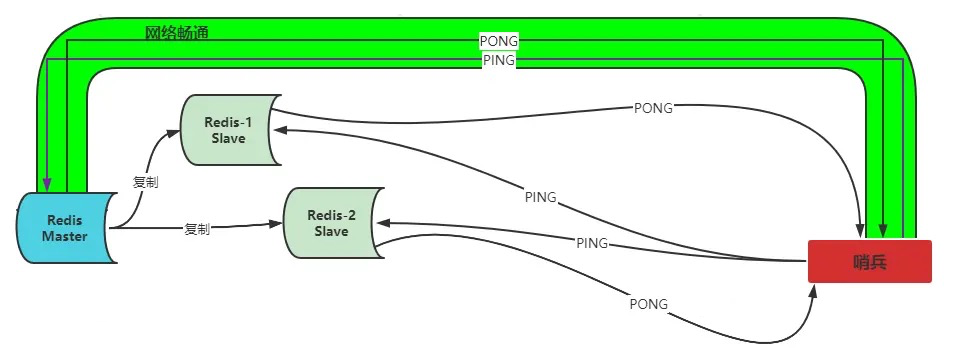 网络畅通
PONG
PING
Redis-1
Slave
PONG
复制
PING
Redis
Master
复制
Redis-2
Slave
PING
哨兵
PONG